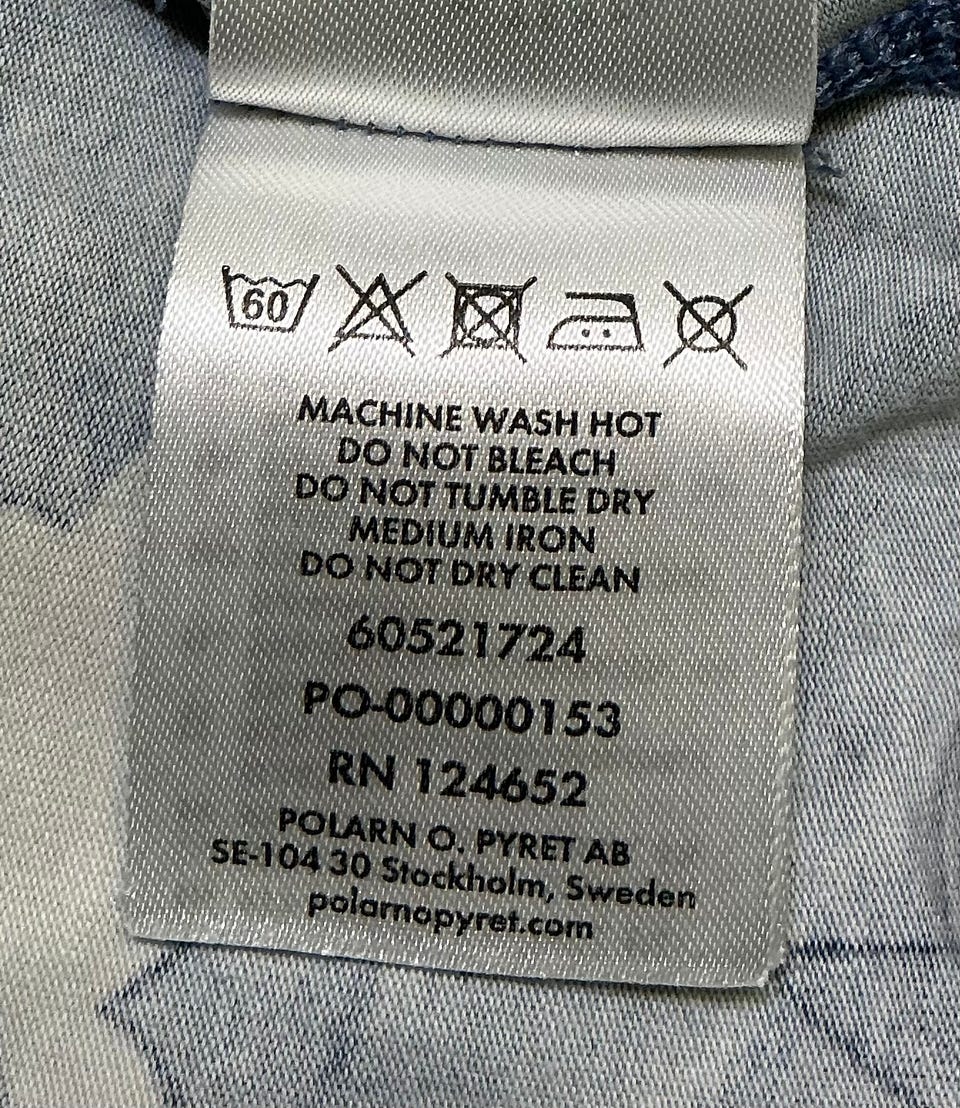 60
MACHINE WASH HOT
DO NOT BLEACH
DO NOT TUMBLE DRY
MEDIUM IRON
DO NOT DRY CLEAN
60521724
PO-00000153
RN 124652
POLARN O. PYRET AB
SE-104 30 Stockholm, Sweden
polarnopyret.com